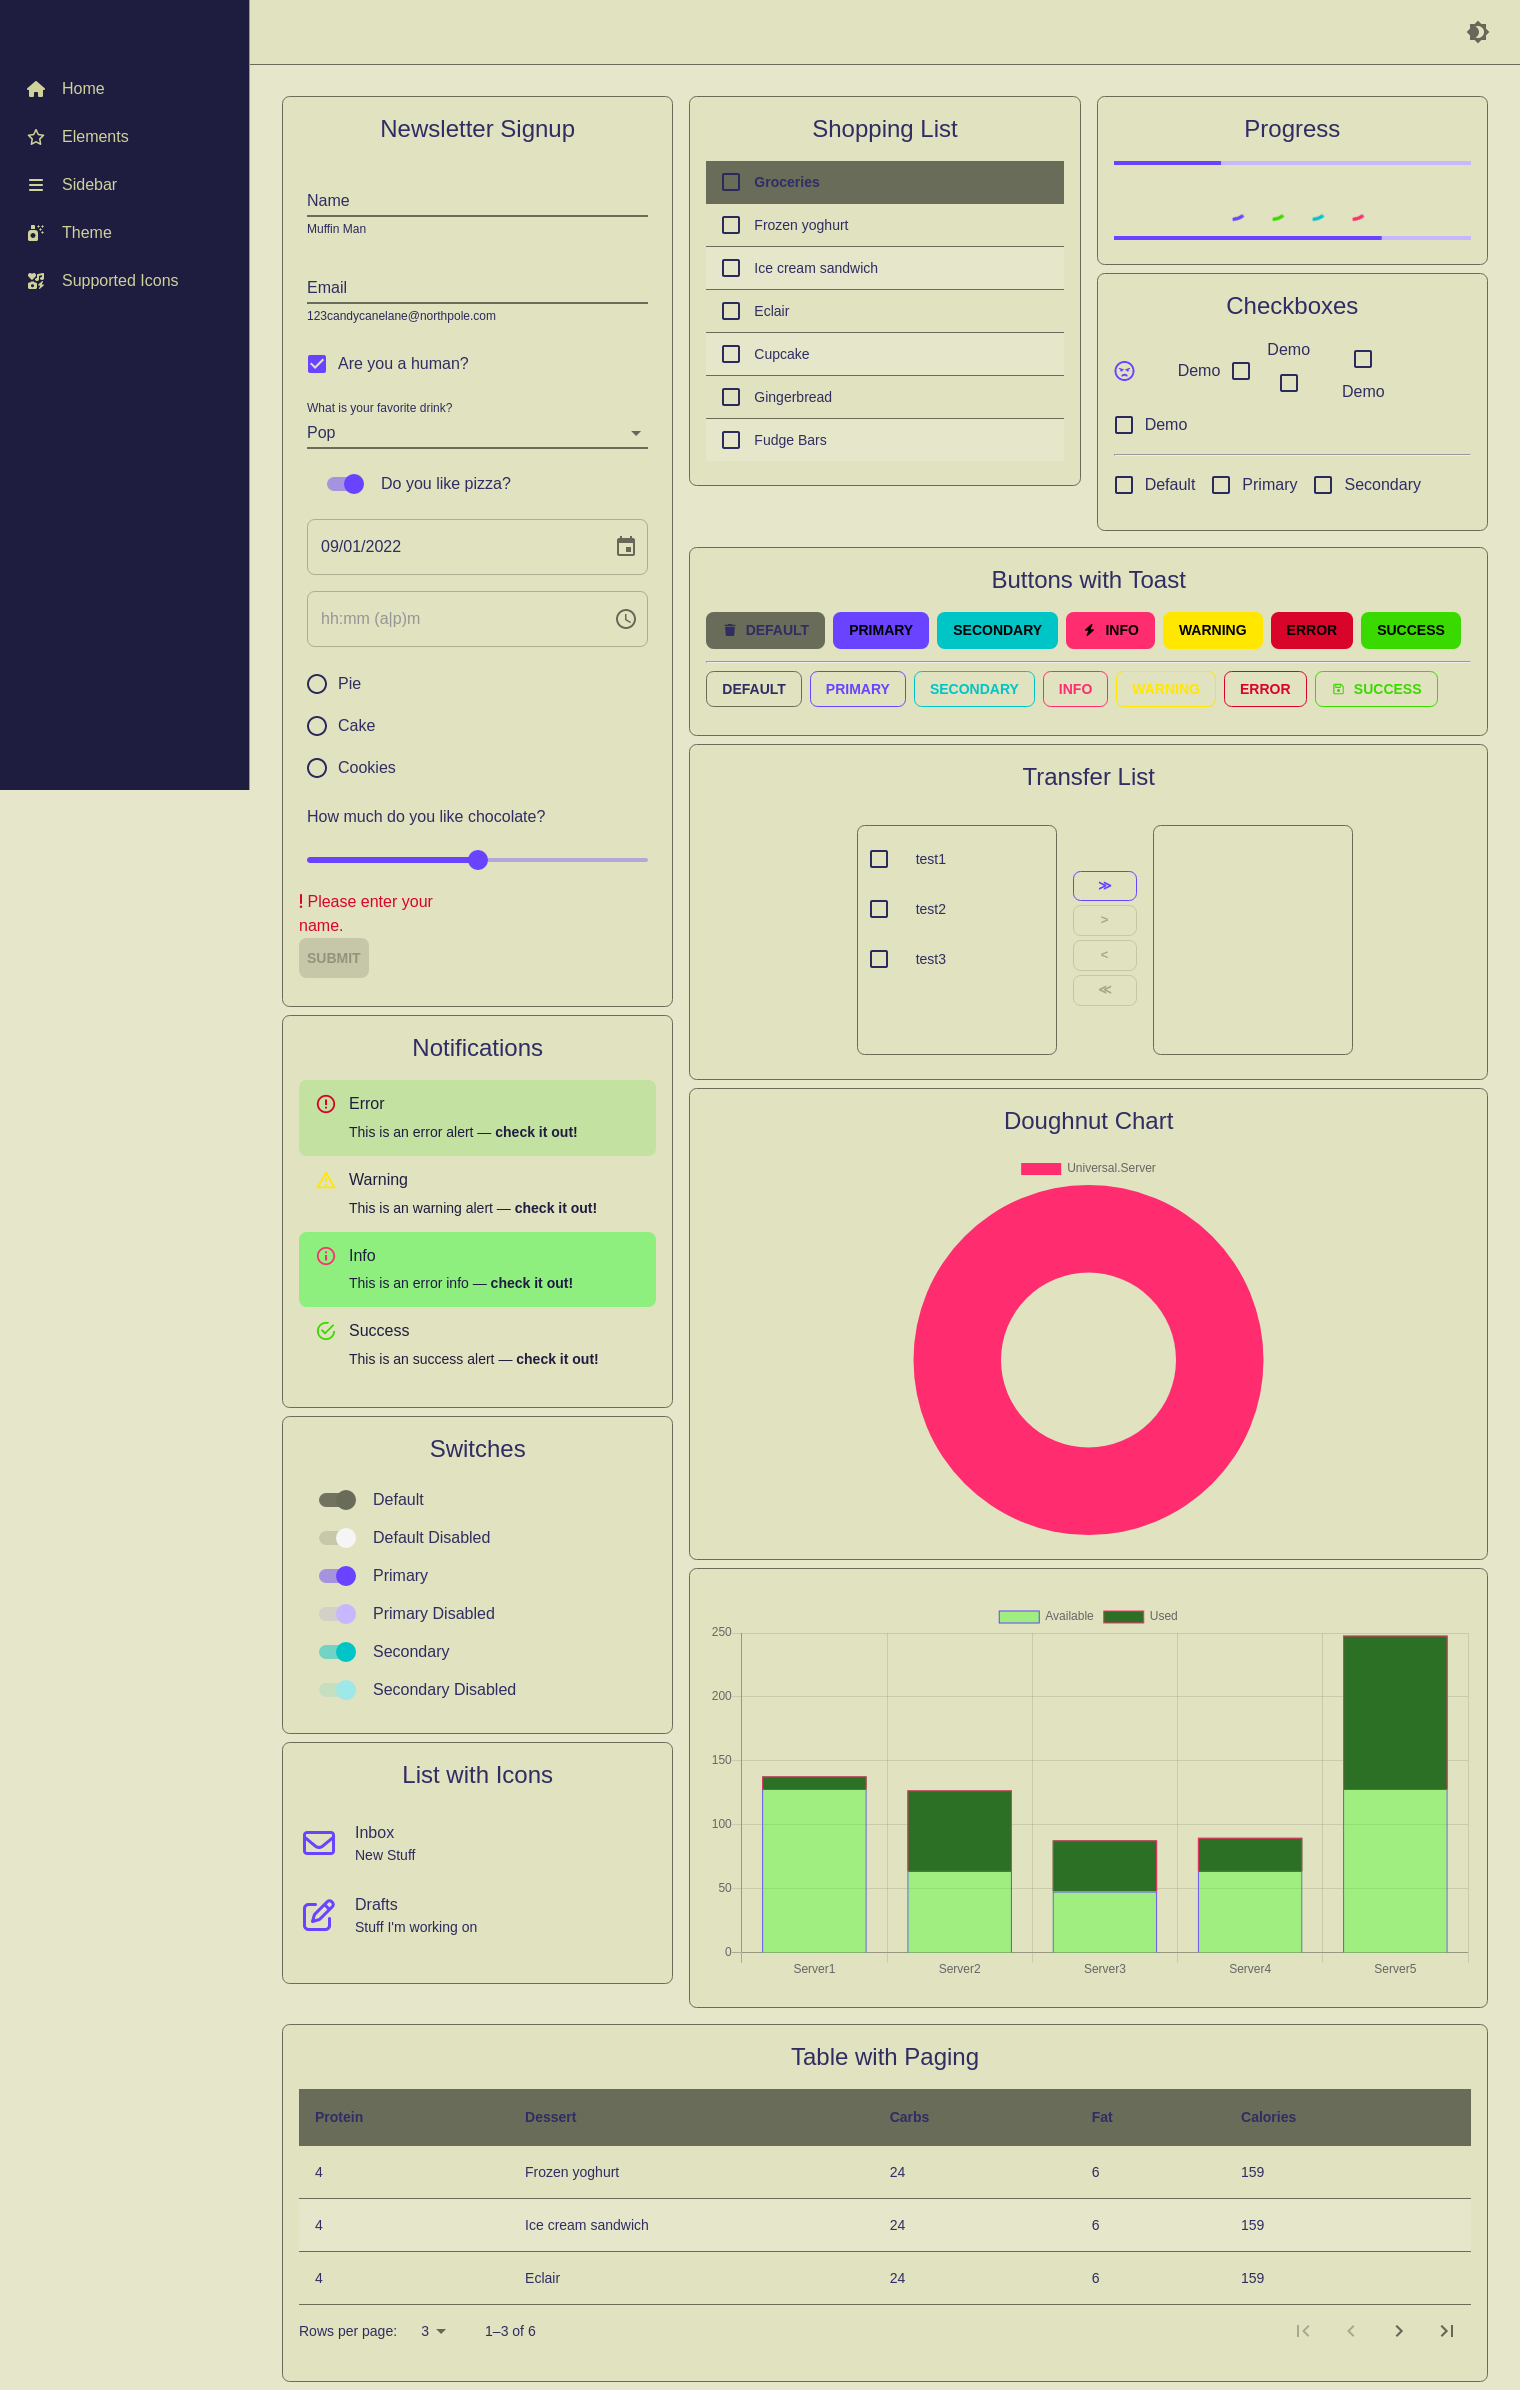 Home
Elements
Sidebar
Theme
Supported Icons
Newsletter Signup
Name
Muffin Man
Email
123candycanelane@northpole.com
Are you a human?
What is your favorite drink?
Pop
Do you like pizza?
09/01/2022
hh:mm (a|p)m
Pie
Cake
Cookies
How much do you like chocolate?
! Please enter your
name.
SUBMIT
Notifications
Error
This is an error alert — check it out!
Warning
This is an warning alert — check it out!
Info
This is an error info — check it out!
Success
This is an success alert — check it out!
Switches
Default
Default Disabled
Primary
Primary Disabled
Secondary
Secondary Disabled
List with Icons
Inbox
New Stuff
Drafts
Stuff I'm working on
Shopping List
Groceries
Frozen yoghurt
Ice cream sandwich
Eclair
Cupcake
Gingerbread
Fudge Bars
Progress
Checkboxes
Demo
Demo
Demo
Demo
Default Primary Secondary
Buttons with Toast
DEFAULT PRIMARY SECONDARY INFO WARNING ERROR SUCCESS
DEFAULT PRIMARY SECONDARY INFO WARNING ERROR SUCCESS
Transfer List
test1
test2
test3
≫
>
<
≪
Doughnut Chart
Universal.Server
Available Used
250
200
150
100
50
0
Server1 Server2 Server3 Server4 Server5
Table with Paging
Protein Dessert Carbs Fat Calories
4 Frozen yoghurt 24 6 159
4 Ice cream sandwich 24 6 159
4 Eclair 24 6 159
Rows per page: 3 1–3 of 6